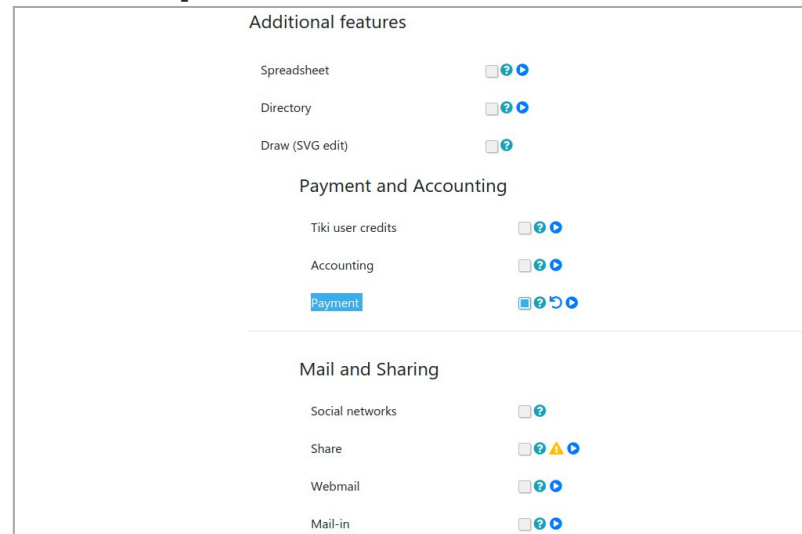 Additional features
Spreadsheet
Directory
Draw (SVG edit)
Payment and Accounting
Tiki user credits
Accounting
Payment
Mail and Sharing
Social networks
Share
Webmail
Mail-in